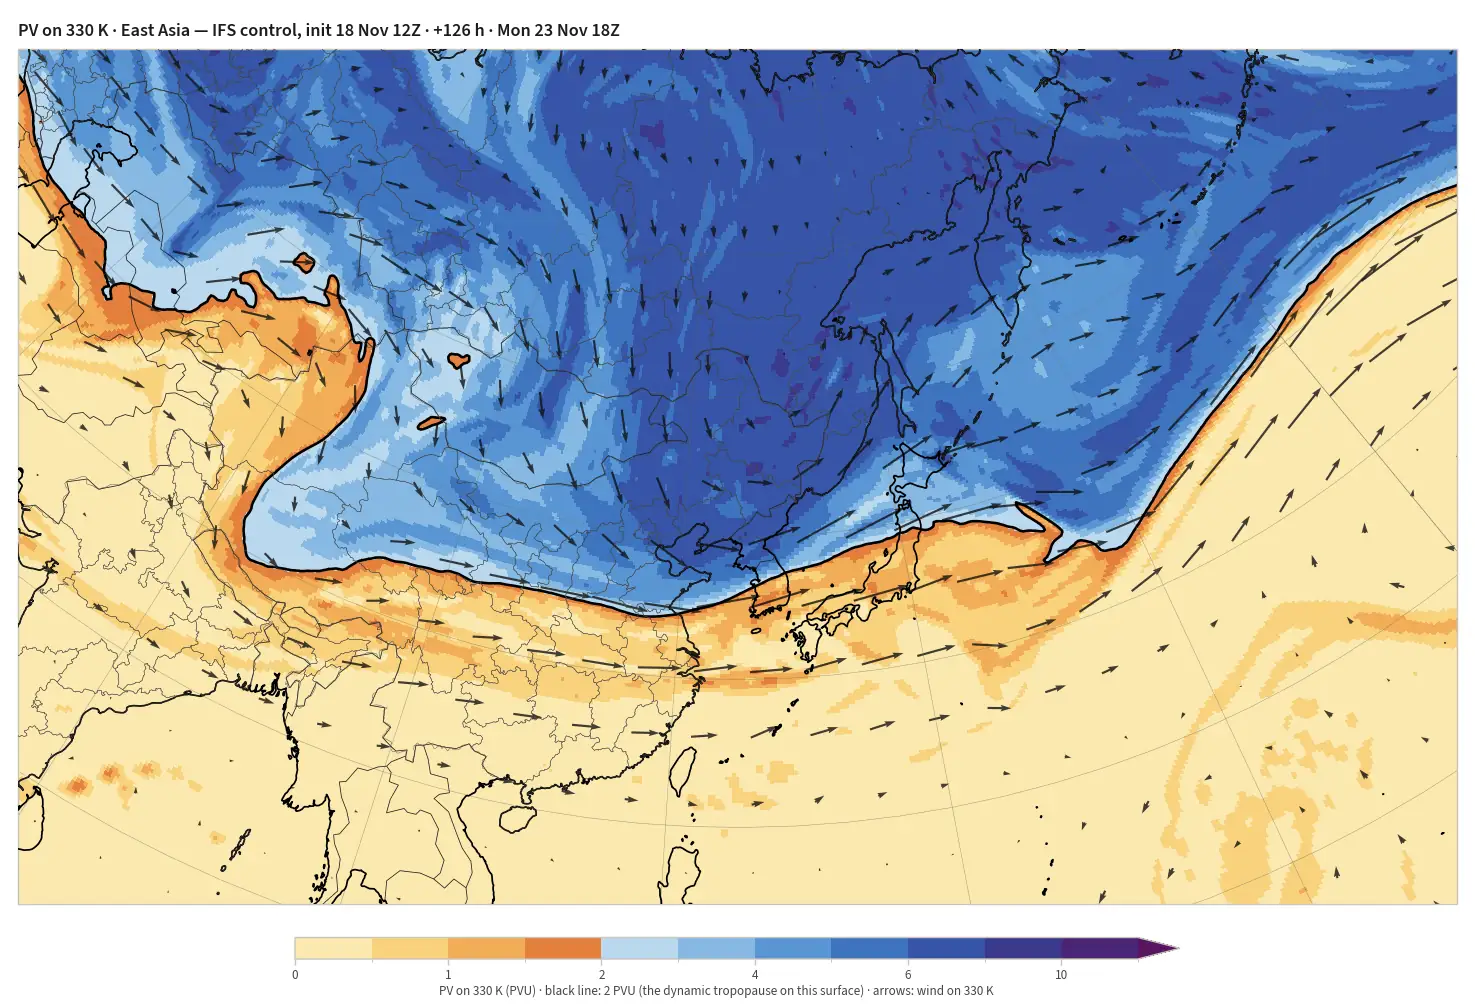 PV on 330 K · East Asia — IFS control, init 18 Nov 12Z · +126 h · Mon 23 Nov 18Z
0 1 2 4 6 10
PV on 330 K (PVU) · black line: 2 PVU (the dynamic tropopause on this surface) · arrows: wind on 330 K